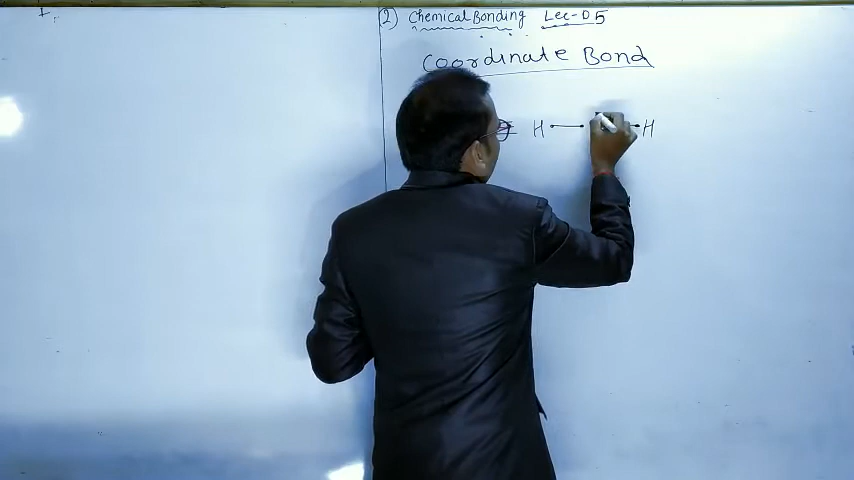 2) Chemical Bonding Lec-05
Coordinate Bond
H — H